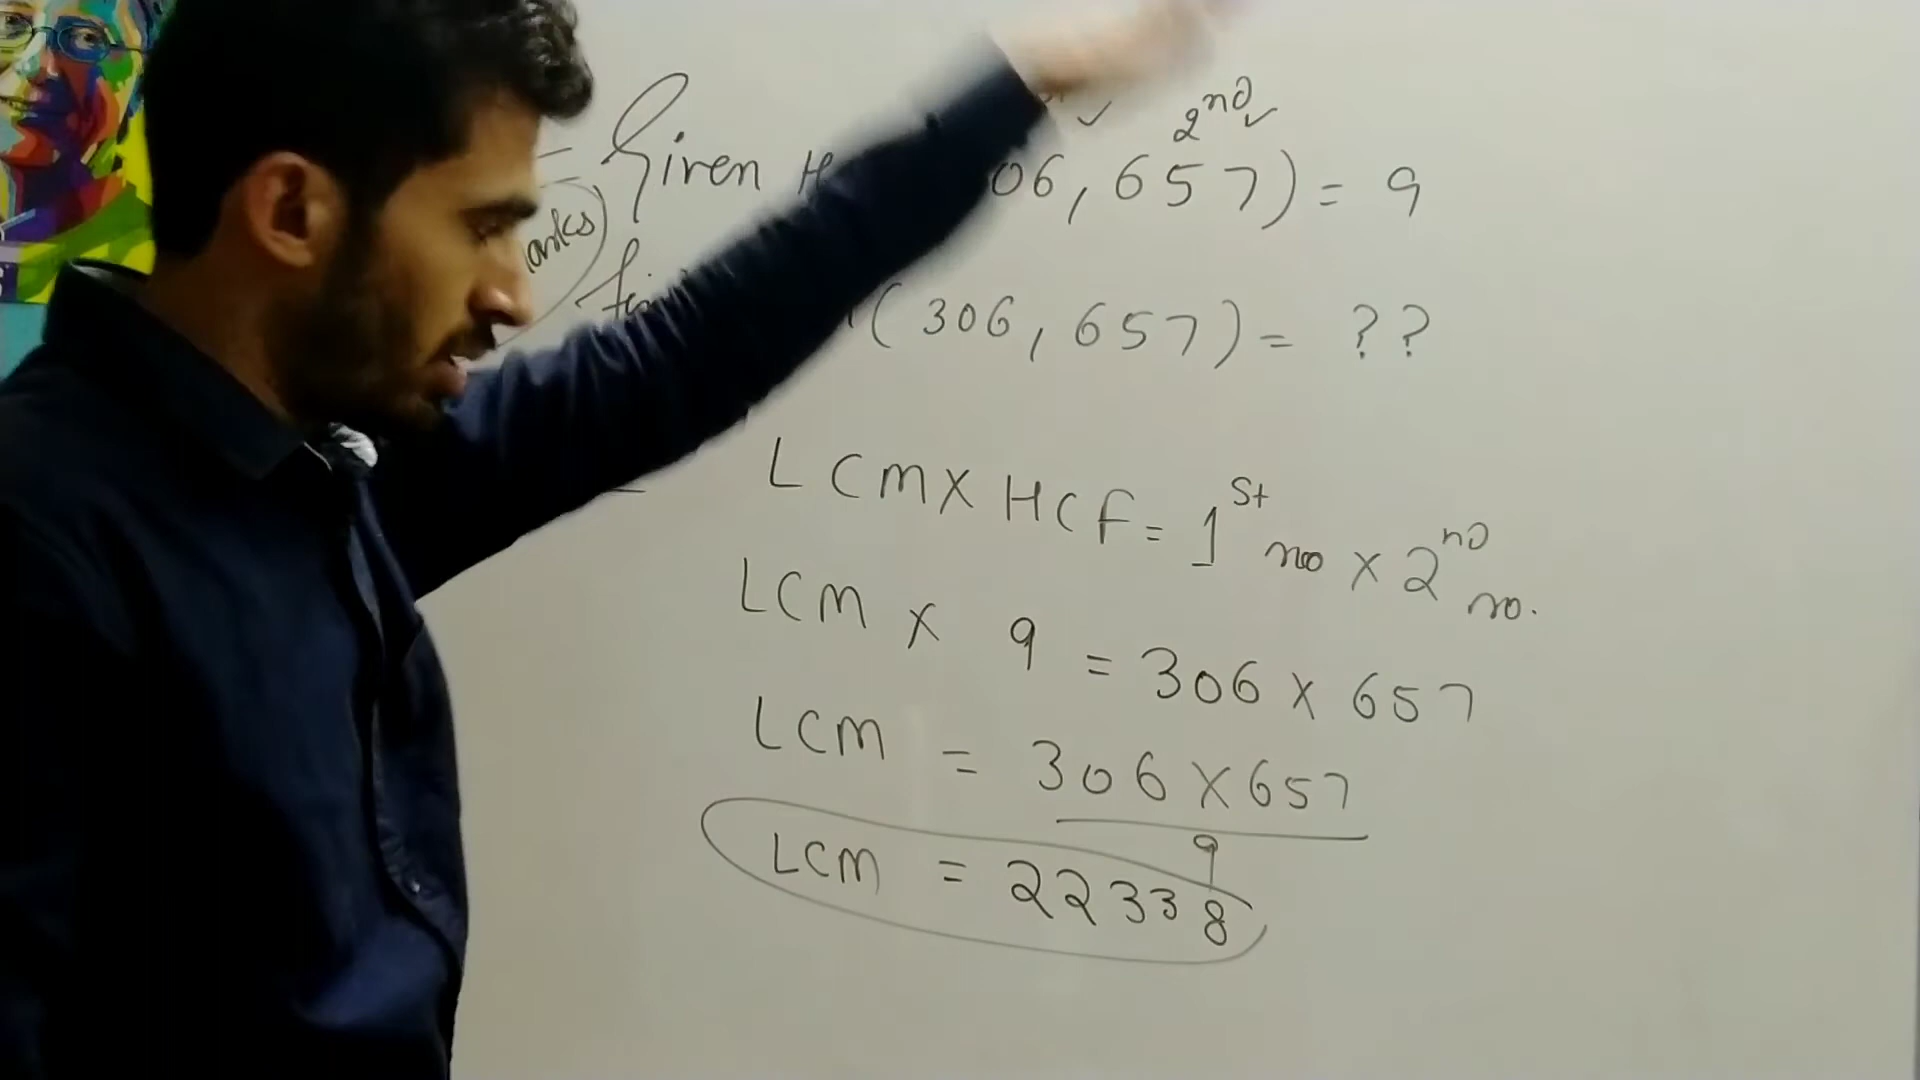 2nd
= Given 06, 657) = 9
(306, 657) = ??
LCM X HCF = 1st no X 2nd no.
LCM X 9 = 306 X 657
LCM = 306 X 657
9
LCM = 22338